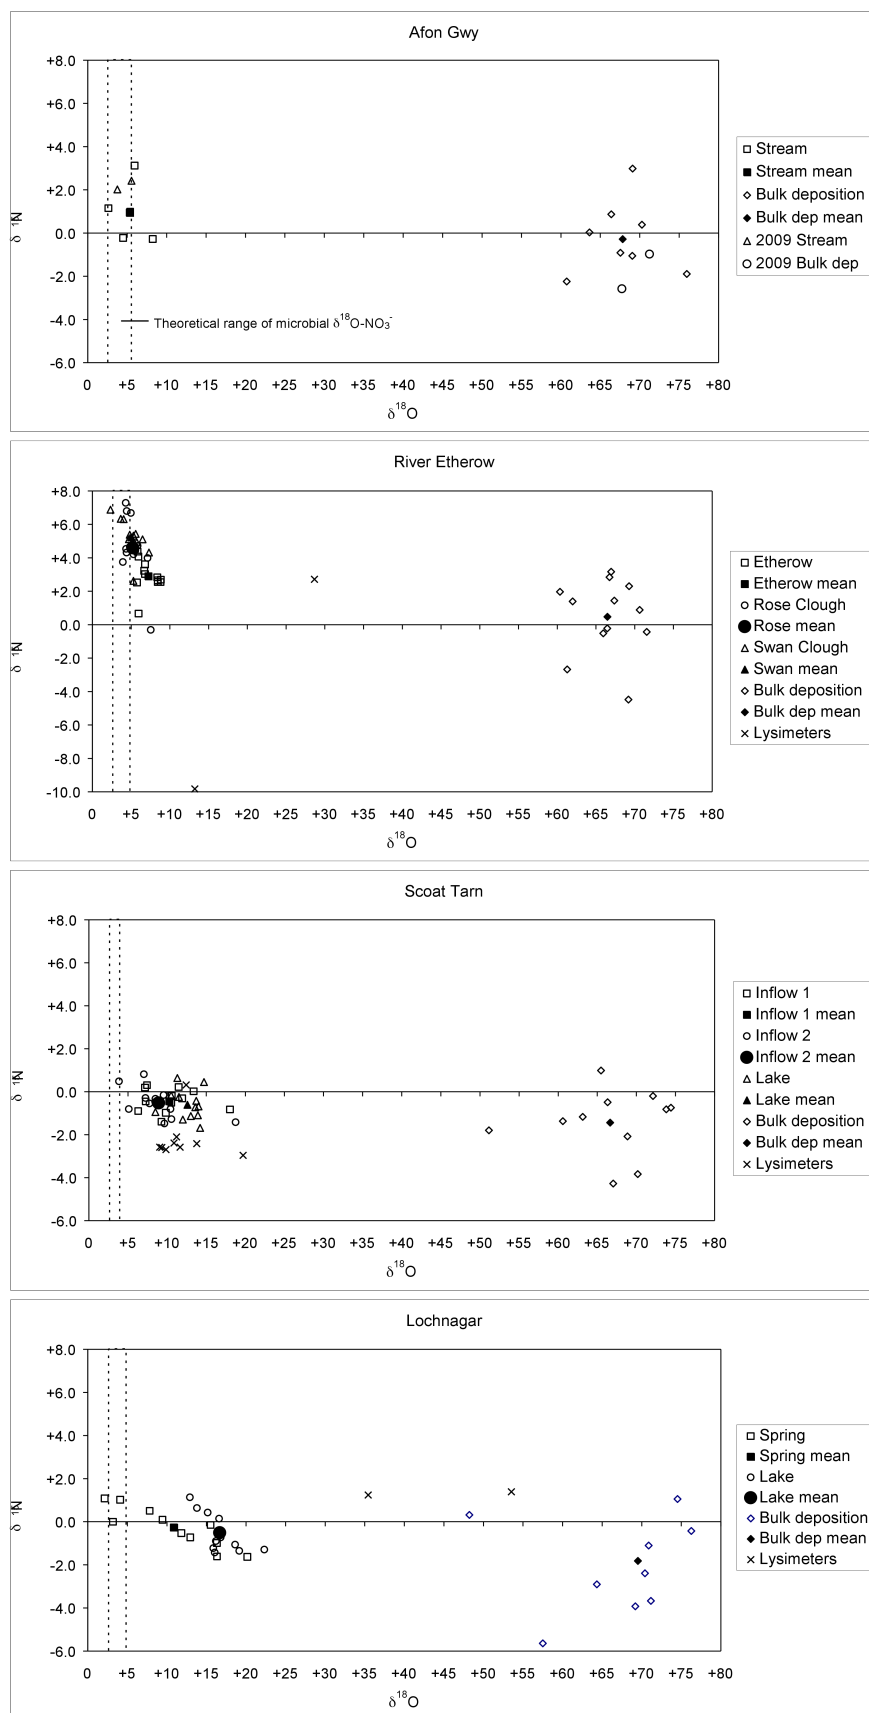 Afon Gwy
+8.0
+6.0
+4.0
+2.0
0.0
-2.0
-4.0
-6.0
δ ¹N
Theoretical range of microbial δ¹⁸O-NO₃⁻
0 +5 +10 +15 +20 +25 +30 +35 +40 +45 +50 +55 +60 +65 +70 +75 +80
δ¹⁸O
Stream
Stream mean
Bulk deposition
Bulk dep mean
2009 Stream
2009 Bulk dep
River Etherow
+8.0
+6.0
+4.0
+2.0
0.0
-2.0
-4.0
-6.0
-8.0
-10.0
δ ¹N
0 +5 +10 +15 +20 +25 +30 +35 +40 +45 +50 +55 +60 +65 +70 +75 +80
δ¹⁸O
Etherow
Etherow mean
Rose Clough
Rose mean
Swan Clough
Swan mean
Bulk deposition
Bulk dep mean
Lysimeters
Scoat Tarn
+8.0
+6.0
+4.0
+2.0
0.0
-2.0
-4.0
-6.0
δ ¹N
0 +5 +10 +15 +20 +25 +30 +35 +40 +45 +50 +55 +60 +65 +70 +75 +80
δ¹⁸O
Inflow 1
Inflow 1 mean
Inflow 2
Inflow 2 mean
Lake
Lake mean
Bulk deposition
Bulk dep mean
Lysimeters
Lochnagar
+8.0
+6.0
+4.0
+2.0
0.0
-2.0
-4.0
-6.0
δ ¹N
0 +5 +10 +15 +20 +25 +30 +35 +40 +45 +50 +55 +60 +65 +70 +75 +80
δ¹⁸O
Spring
Spring mean
Lake
Lake mean
Bulk deposition
Bulk dep mean
Lysimeters